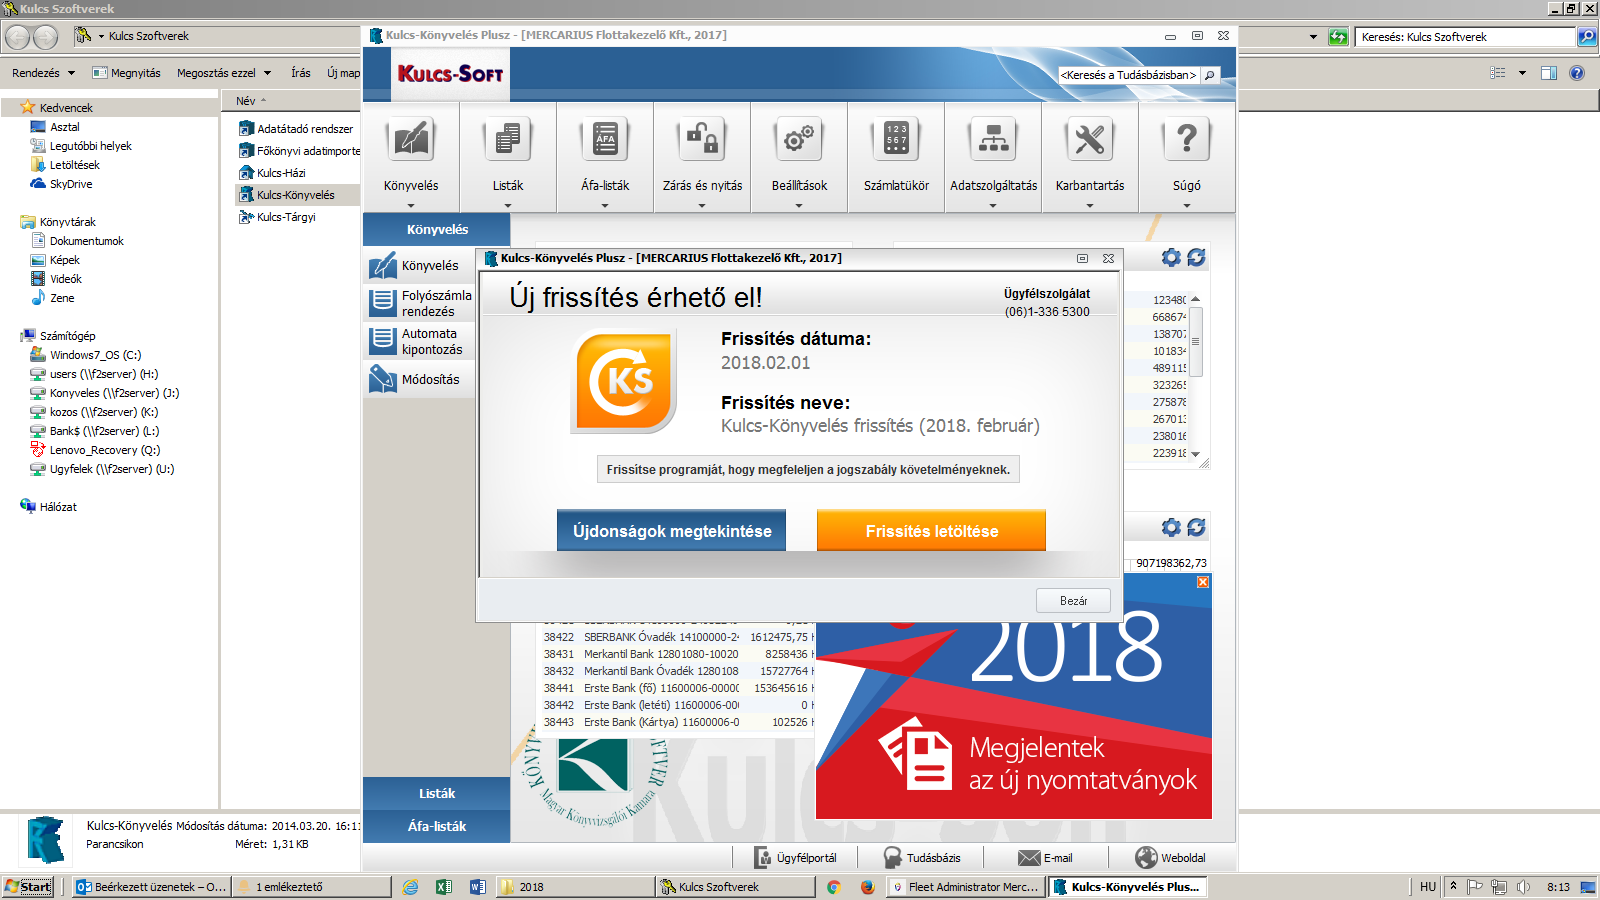 Kulcs Szoftverek
Kulcs Szoftverek
Keresés: Kulcs Szoftverek
Rendezés
Megnyitás
Megosztás ezzel
Írás
Új map
Kedvencek
Asztal
Legutóbbi helyek
Letöltések
SkyDrive
Könyvtárak
Dokumentumok
Képek
Videók
Zene
Számítógép
Windows7_OS (C:)
users (\\f2server) (H:)
Konyveles (\\f2server) (J:)
kozos (\\f2server) (K:)
Bank$ (\\f2server) (L:)
Lenovo_Recovery (Q:)
Ugyfelek (\\f2server) (U:)
Hálózat
Név
Adatátadó rendszer
Főkönyvi adatimporte
Kulcs-Házi
Kulcs-Könyvelés
Kulcs-Tárgyi
Kulcs-Könyvelés Plusz - [MERCARIUS Flottakezelő Kft., 2017]
KULCS-SOFT
<Keresés a Tudásbázisban>
Könyvelés
Listák
Áfa-listák
Zárás és nyitás
Beállítások
Számlatükör
Adatszolgáltatás
Karbantartás
Súgó
Könyvelés
Könyvelés
Folyószámla
rendezés
Automata
kipontozás
Módosítás
Listák
Áfa-listák
Kulcs-Könyvelés Plusz - [MERCARIUS Flottakezelő Kft., 2017]
Új frissítés érhető el!
Ügyfélszolgálat
(06)1-336 5300
KS
Frissítés dátuma:
2018.02.01
Frissítés neve:
Kulcs-Könyvelés frissítés (2018. február)
Frissítse programját, hogy megfeleljen a jogszabály követelményeknek.
Újdonságok megtekintése
Frissítés letöltése
Bezár
123480
668674
138707
101834
489115
323265
275878
267013
238016
223918
907198362,73
38422 SBERBANK Óvadék 14100000-24 1612475,75
38431 Merkantil Bank 12801080-10020 8258436
38432 Merkantil Bank Óvadék 1280108 15727764
38441 Erste Bank (fő) 11600006-0000 153645616
38442 Erste Bank (letéti) 11600006-00 0
38443 Erste Bank (Kártya) 11600006-0 102526
Magyar Könyvvizsgálói Kamara
2018
Megjelentek
az új nyomtatványok
Ügyfélportál
Tudásbázis
E-mail
Weboldal
Kulcs-Könyvelés Módosítás dátuma: 2014.03.20. 16:11
Parancsikon Méret: 1,31 KB
Start
Beérkezett üzenetek – O...
1 emlékeztető
2018
Kulcs Szoftverek
Fleet Administrator Merc...
Kulcs-Könyvelés Plus...
HU
8:13